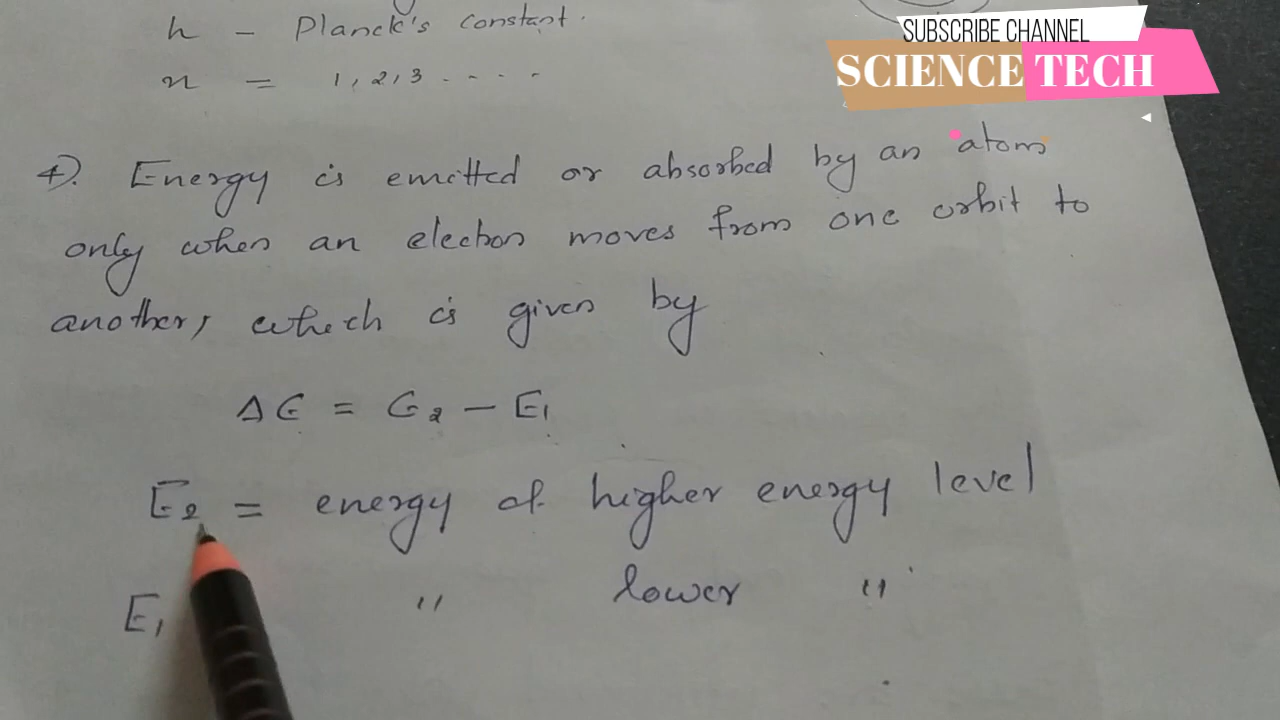 h - Planck's Constant.
n = 1,2,3 - - - -
SUBSCRIBE CHANNEL
SCIENCE TECH
4). Energy is emitted or absorbed by an atom
only when an electron moves from one orbit to
another, which is given by
ΔE = E2 - E1
E2 = energy of higher energy level
E1 " lower "